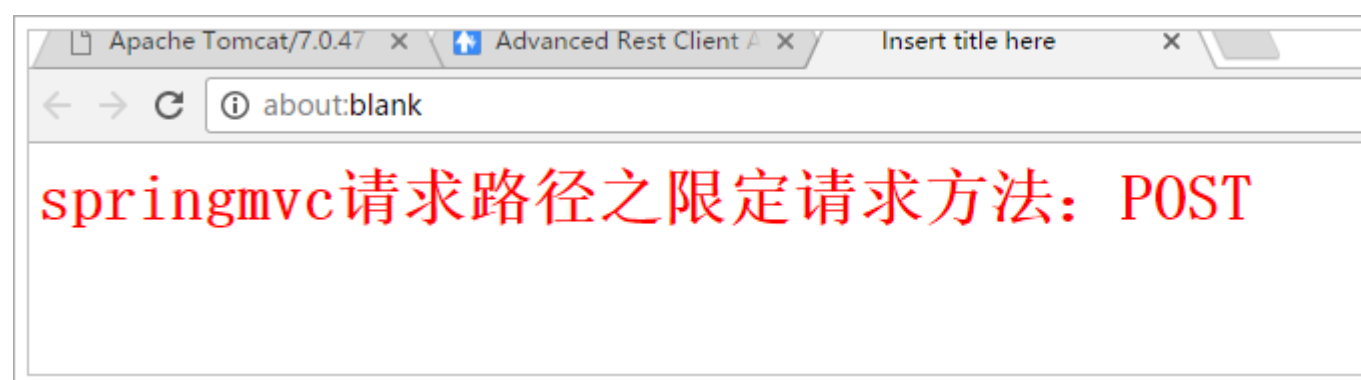 Apache Tomcat/7.0.47
Advanced Rest Client A
Insert title here
about:blank
springmvc请求路径之限定请求方法：POST